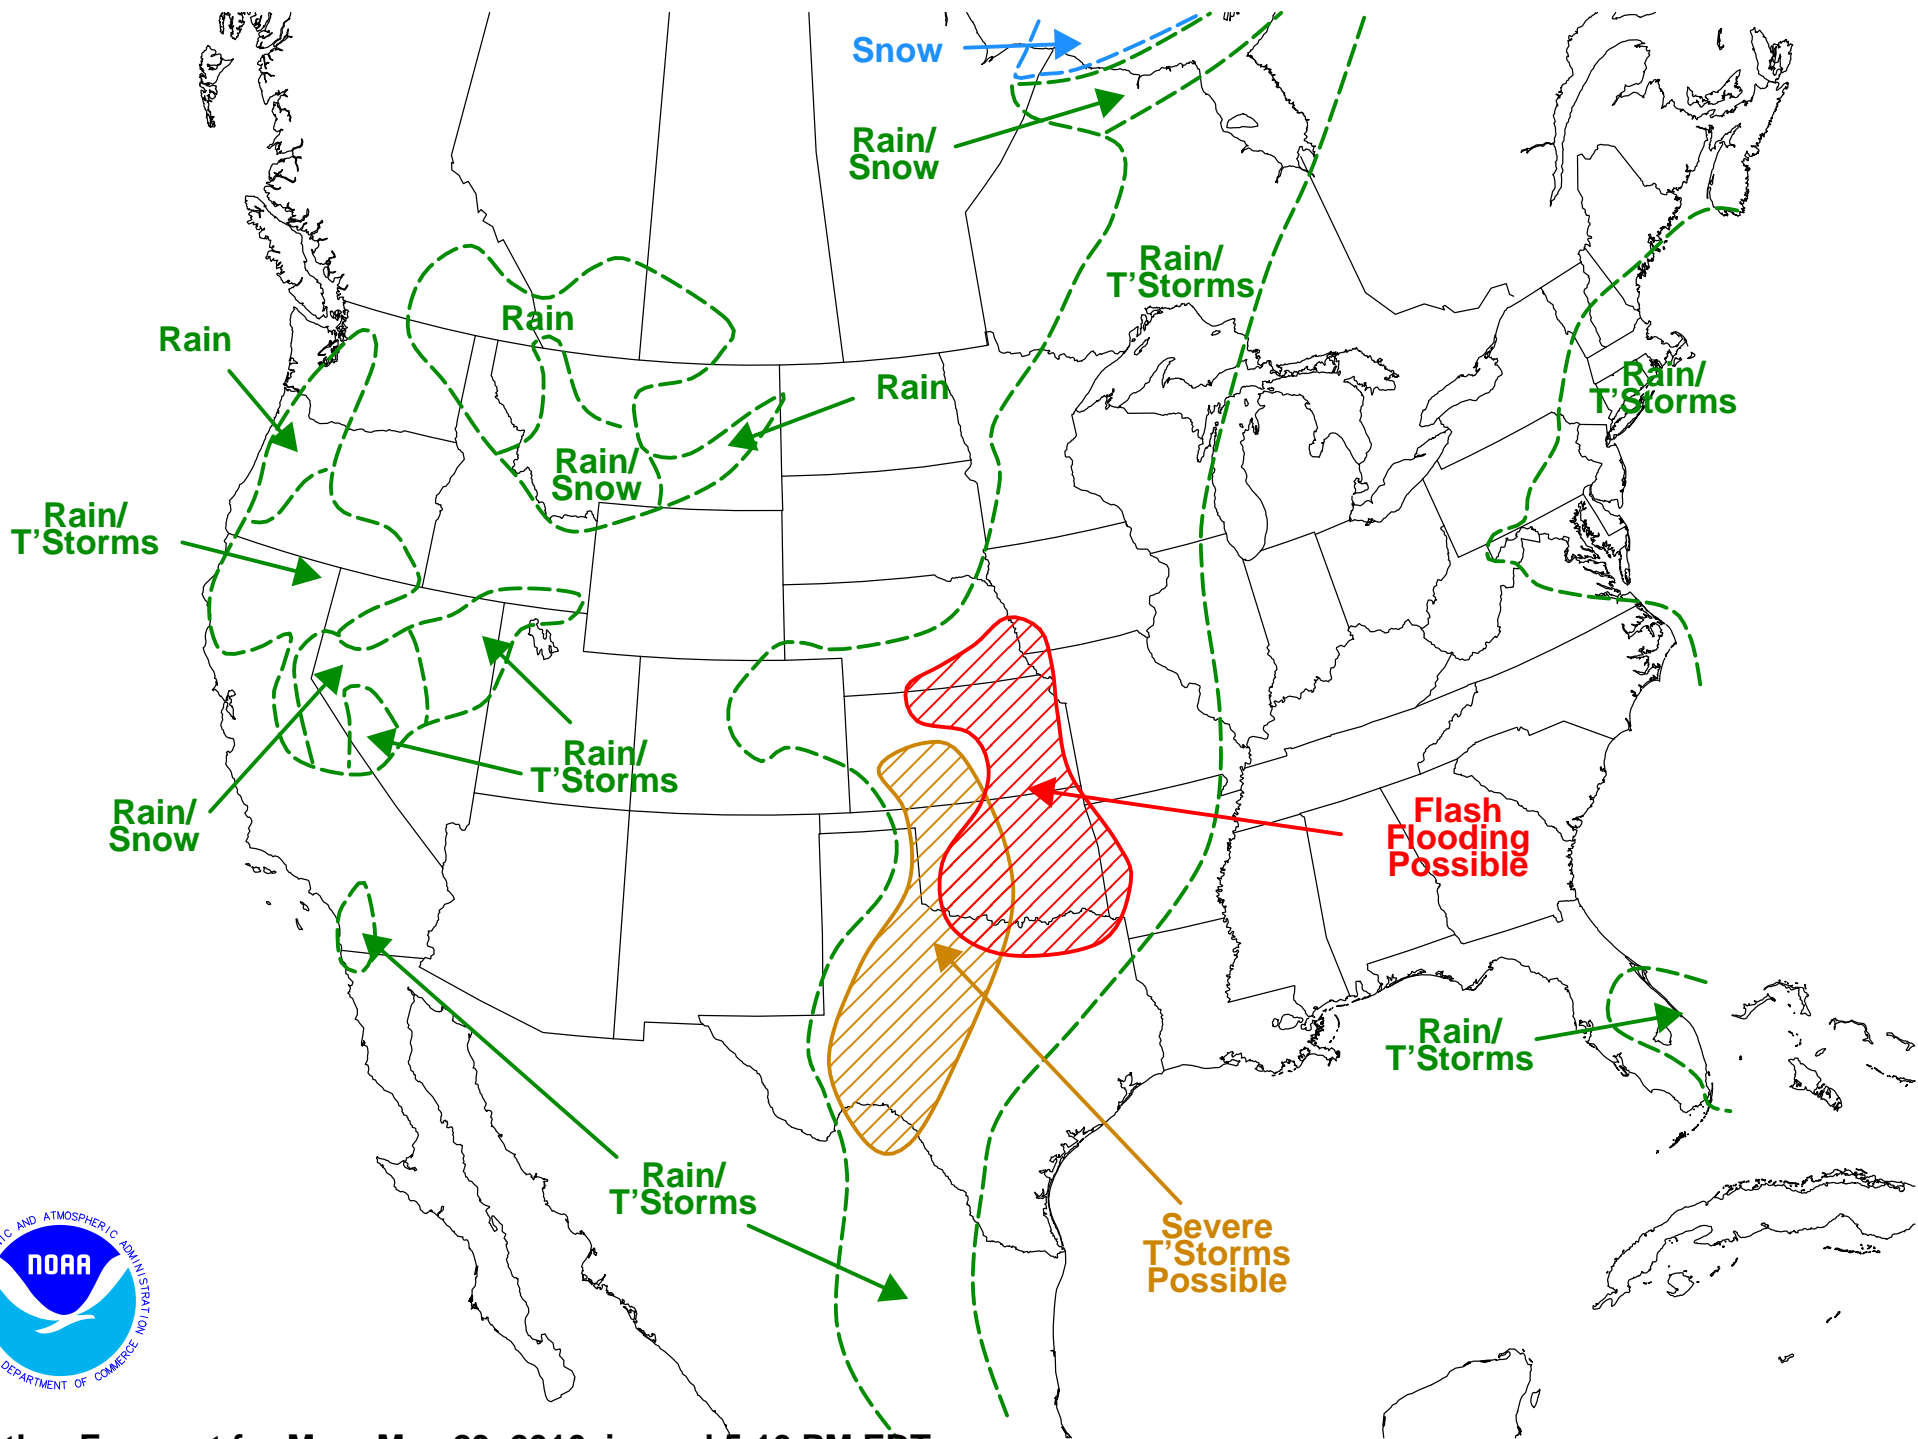 Snow
Rain/
Snow
Rain/
T’Storms
Rain
Rain
Rain
Rain/
T’Storms
Rain/
Snow
Rain/
T’Storms
Rain/
T’Storms
Rain/
Snow
Flash
Flooding
Possible
Rain/
T’Storms
Rain/
T’Storms
Severe
T’Storms
Possible
AND ATMOSPHERIC ADMINISTRATION
NOAA
DEPARTMENT OF COMMERCE